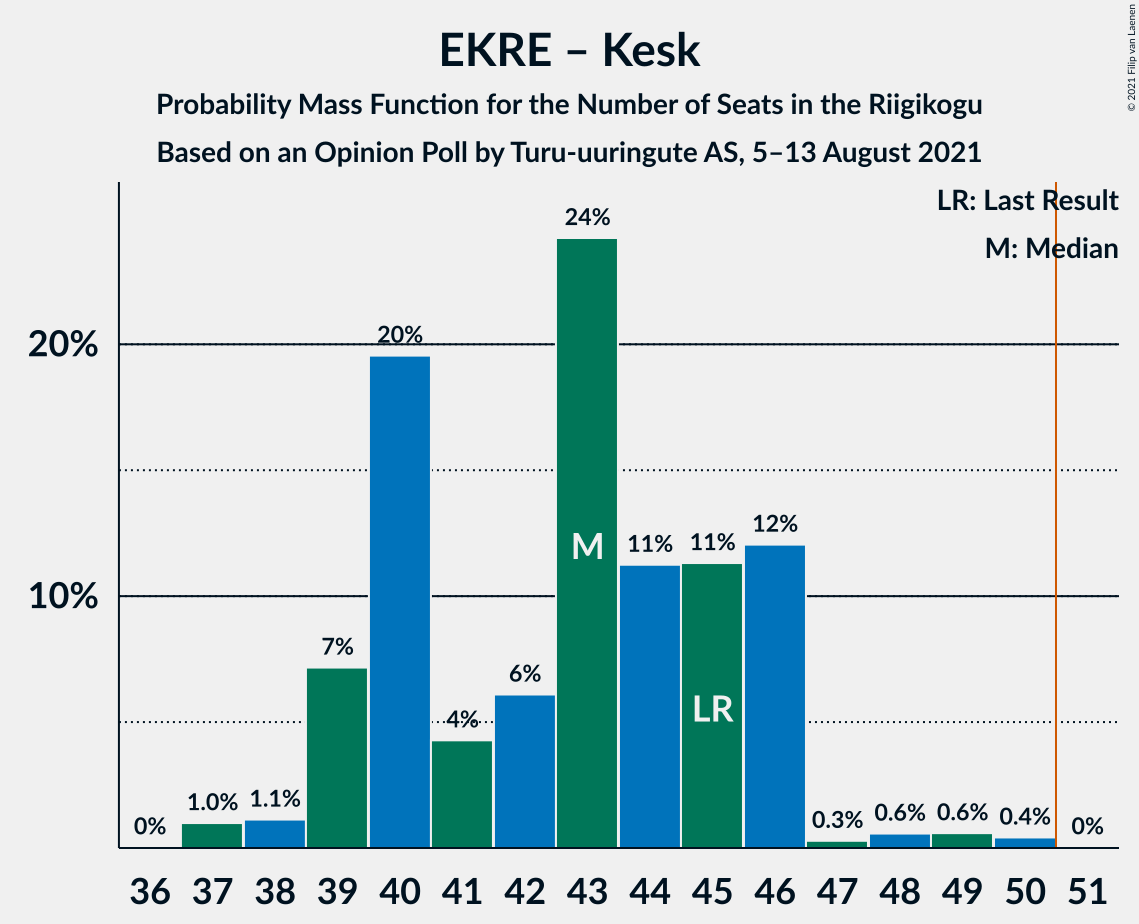 EKRE – Kesk
Probability Mass Function for the Number of Seats in the Riigikogu
Based on an Opinion Poll by Turu-uuringute AS, 5–13 August 2021
© 2021 Filip van Laenen
LR: Last Result
M: Median
20%
10%
0%
1.0%
1.1%
7%
20%
4%
6%
24%
11%
11%
12%
0.3%
0.6%
0.6%
0.4%
0%
M
LR
36 37 38 39 40 41 42 43 44 45 46 47 48 49 50 51